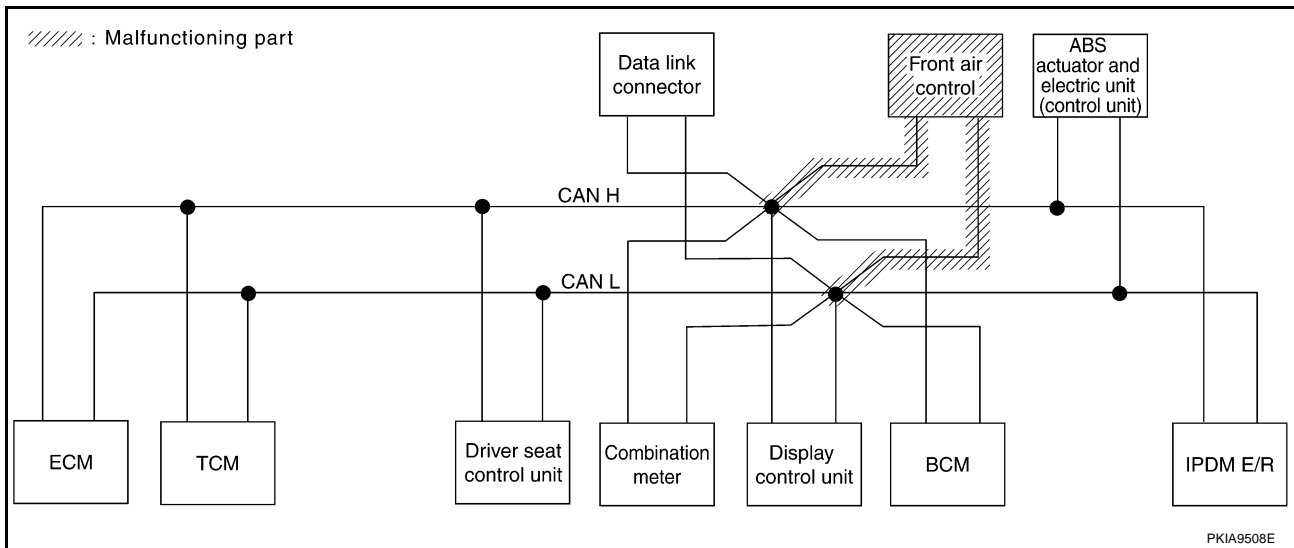 : Malfunctioning part
Data link
connector
Front air
control
ABS
actuator and
electric unit
(control unit)
CAN H
CAN L
ECM
TCM
Driver seat
control unit
Combination
meter
Display
control unit
BCM
IPDM E/R
PKIA9508E